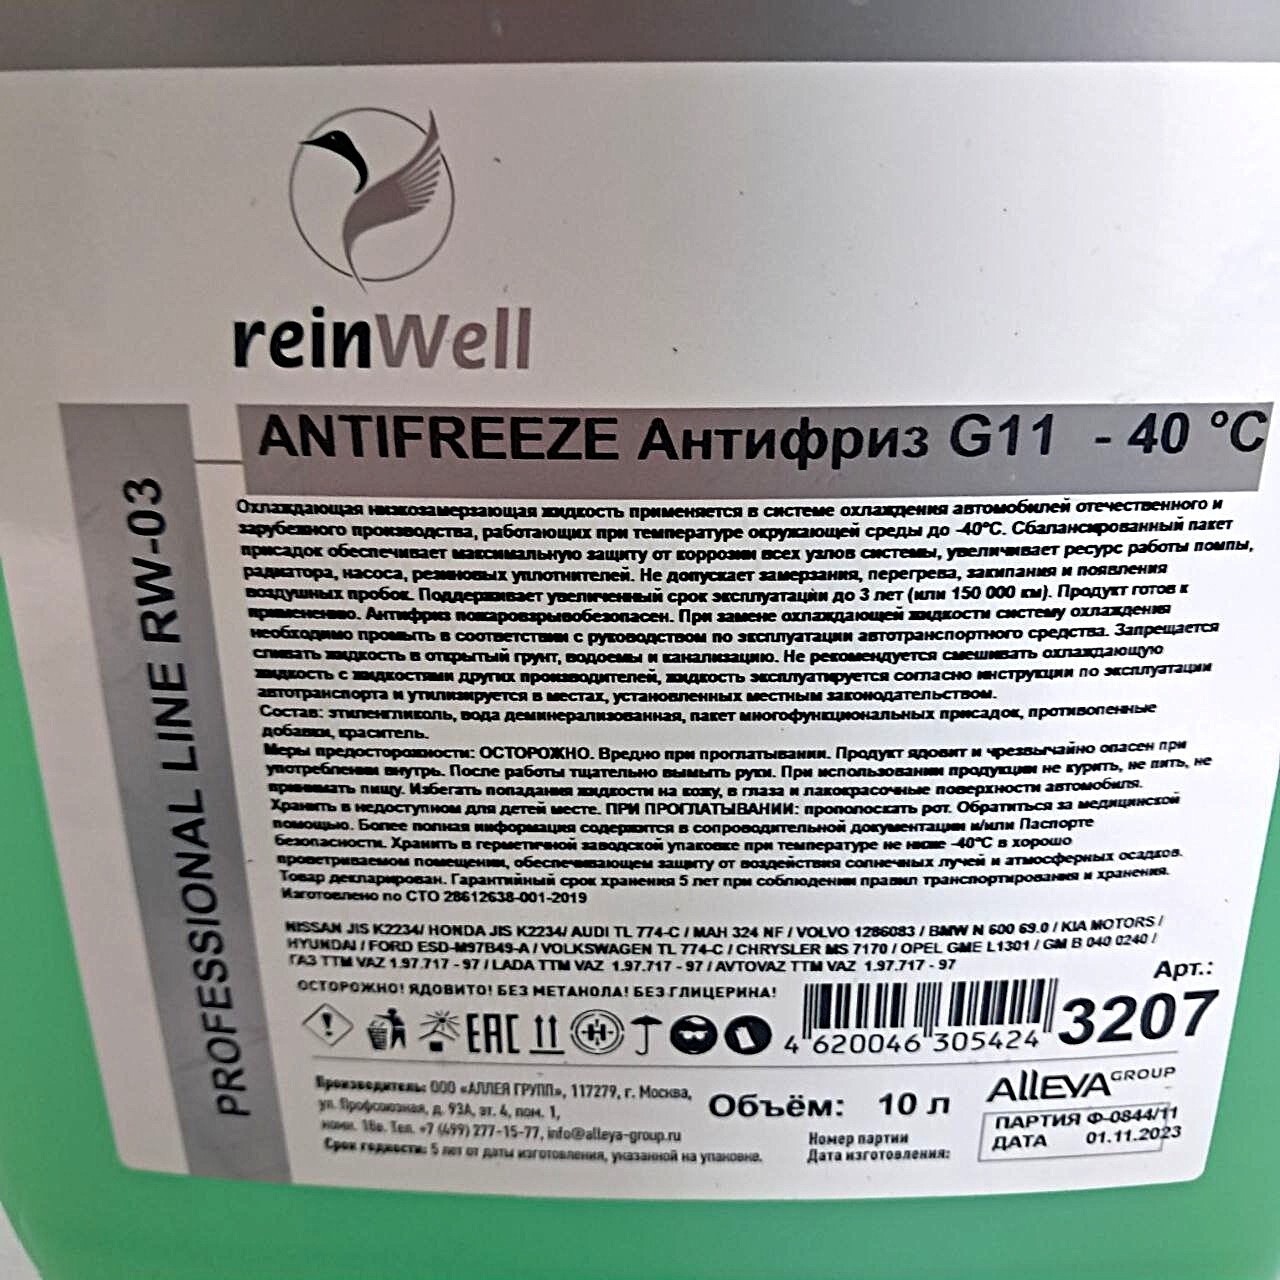 reinWell
ANTIFREEZE Антифриз G11 - 40 °C
PROFESSIONAL LINE RW-03
Охлаждающая низкозамерзающая жидкость применяется в системе охлаждения автомобилей отечественного и
зарубежного производства, работающих при температуре окружающей среды до -40°С. Сбалансированный пакет
присадок обеспечивает максимальную защиту от коррозии всех узлов системы, увеличивает ресурс работы помпы,
радиатора, насоса, резиновых уплотнителей. Не допускает замерзания, перегрева, закипания и появления
воздушных пробок. Поддерживает увеличенный срок эксплуатации до 3 лет (или 150 000 км). Продукт готов к
применению. Антифриз пожаровзрывобезопасен. При замене охлаждающей жидкости систему охлаждения
необходимо промыть в соответствии с руководством по эксплуатации автотранспортного средства. Запрещается
сливать жидкость в открытый грунт, водоемы и канализацию. Не рекомендуется смешивать охлаждающую
жидкость с жидкостями других производителей, жидкость эксплуатируется согласно инструкции по эксплуатации
автотранспорта и утилизируется в местах, установленных местным законодательством.
Состав: этиленгликоль, вода деминерализованная, пакет многофункциональных присадок, противопенные
добавки, краситель.
Меры предосторожности: ОСТОРОЖНО. Вредно при проглатывании. Продукт ядовит и чрезвычайно опасен при
употреблении внутрь. После работы тщательно вымыть руки. При использовании продукции не курить, не пить, не
принимать пищу. Избегать попадания жидкости на кожу, в глаза и лакокрасочные поверхности автомобиля.
Хранить в недоступном для детей месте. ПРИ ПРОГЛАТЫВАНИИ: прополоскать рот. Обратиться за медицинской
помощью. Более полная информация содержится в сопроводительной документации и/или Паспорте
безопасности. Хранить в герметичной заводской упаковке при температуре не ниже -40°С в хорошо
проветриваемом помещении, обеспечивающем защиту от воздействия солнечных лучей и атмосферных осадков.
Товар декларирован. Гарантийный срок хранения 5 лет при соблюдении правил транспортирования и хранения.
Изготовлено по СТО 28612638-001-2019
NISSAN JIS K2234/ HONDA JIS K2234/ AUDI TL 774-C / MAH 324 NF / VOLVO 1286083 / BMW N 600 69.0 / KIA MOTORS /
HYUNDAI / FORD ESD-M97B49-A / VOLKSWAGEN TL 774-C / CHRYSLER MS 7170 / OPEL GME L1301 / GM B 040 0240 /
ГАЗ ТТМ VAZ 1.97.717 - 97 / LADA TTM VAZ 1.97.717 - 97 / AVTOVAZ TTM VAZ 1.97.717 - 97
ОСТОРОЖНО! ЯДОВИТО! БЕЗ МЕТАНОЛА! БЕЗ ГЛИЦЕРИНА!
Арт.:
3207
EAC
4 620046 305424
Производитель: ООО «АЛЛЕЯ ГРУПП», 117279, г. Москва,
ул. Профсоюзная, д. 93А, эт. 4, пом. 1,
комн. 18в. Тел. +7 (499) 277-15-77, info@alleya-group.ru
Срок годности: 5 лет от даты изготовления, указанной на упаковке.
Объём: 10 л
Номер партии
Дата изготовления:
AllEYA GROUP
ПАРТИЯ Ф-0844/11
ДАТА 01.11.2023